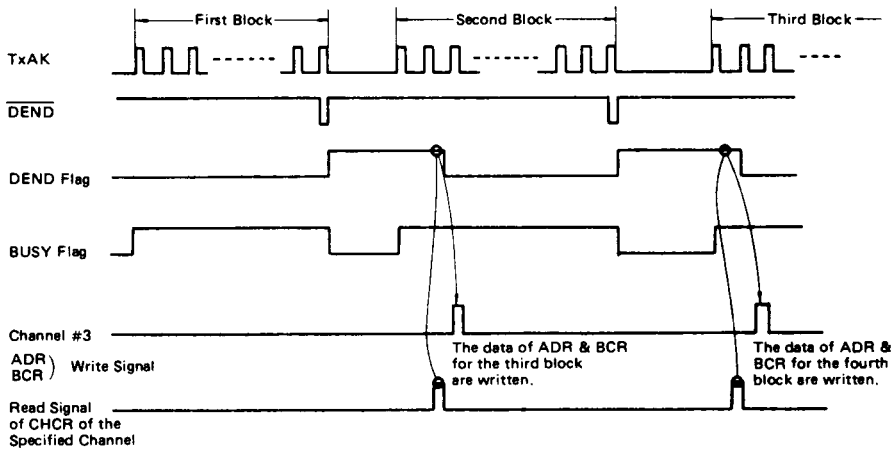 First Block
Second Block
Third Block
TxAK
DEND
DEND Flag
BUSY Flag
Channel #3
ADR
BCR
) Write Signal
The data of ADR & BCR
for the third block
are written.
The data of ADR &
BCR for the fourth
block are written.
Read Signal
of CHCR of the
Specified Channel